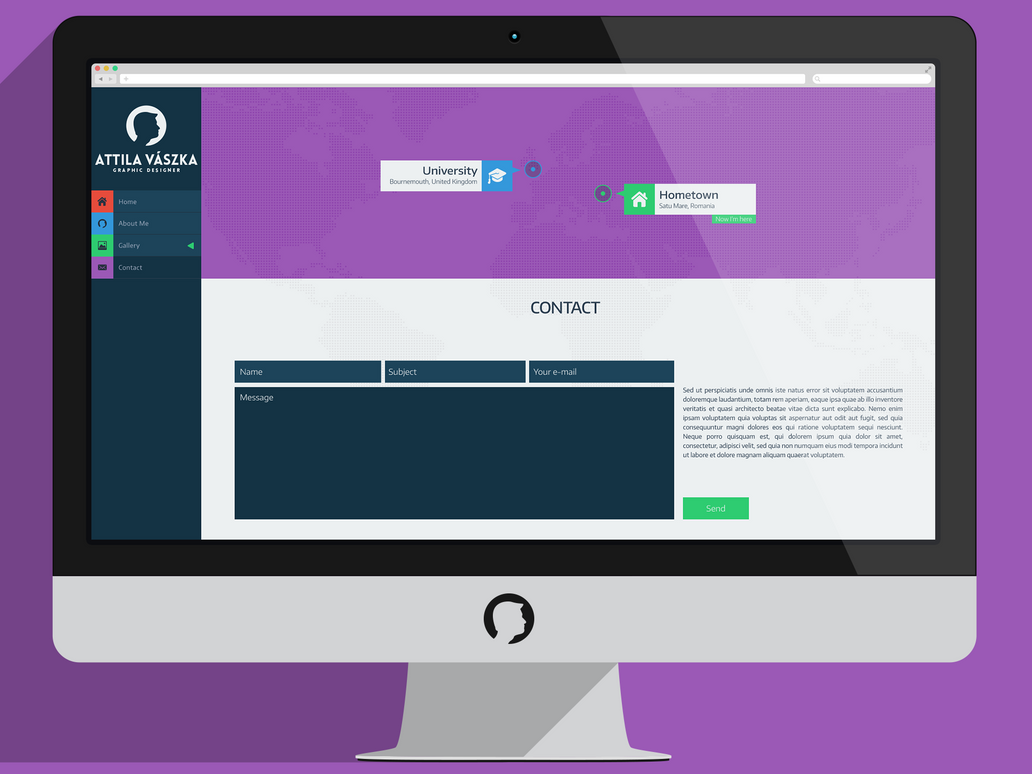 ATTILA VÁSZKA
GRAPHIC DESIGNER
Home
About Me
Gallery
Contact
University
Bournemouth, United Kingdom
Hometown
Satu Mare, Romania
Now I'm here
CONTACT
Name
Subject
Your e-mail
Message
Sed ut perspiciatis unde omnis iste natus error sit voluptatem accusantium
doloremque laudantium, totam rem aperiam, eaque ipsa quae ab illo inventore
veritatis et quasi architecto beatae vitae dicta sunt explicabo. Nemo enim
ipsam voluptatem quia voluptas sit aspernatur aut odit aut fugit, sed quia
consequuntur magni dolores eos qui ratione voluptatem sequi nesciunt.
Neque porro quisquam est, qui dolorem ipsum quia dolor sit amet,
consectetur, adipisci velit, sed quia non numquam eius modi tempora incidunt
ut labore et dolore magnam aliquam quaerat voluptatem.
Send